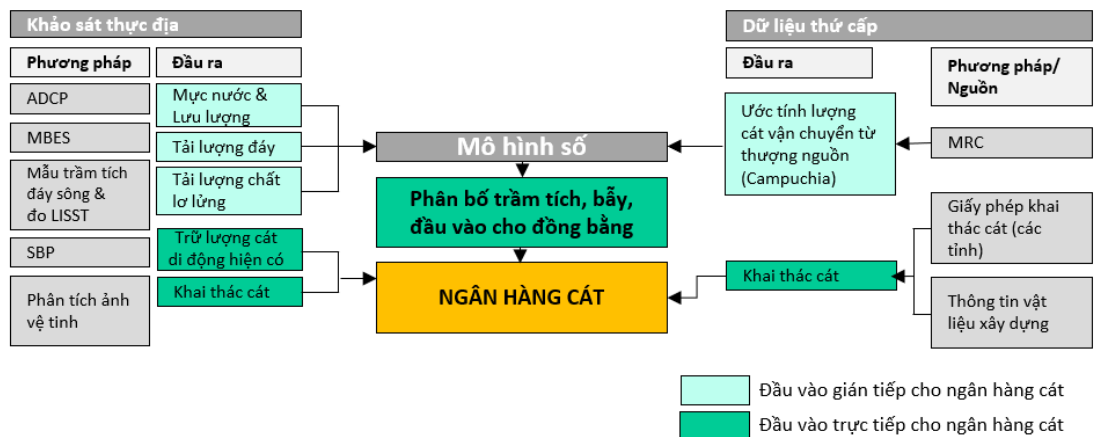 Khảo sát thực địa
Phương pháp
Đầu ra
ADCP
MBES
Mẫu trầm tích
đáy sông &
đo LISST
SBP
Phân tích ảnh
vệ tinh
Mực nước &
Lưu lượng
Tải lượng đáy
Tải lượng chất
lơ lửng
Trữ lượng cát
di động hiện có
Khai thác cát
Mô hình số
Phân bố trầm tích, bẫy,
đầu vào cho đồng bằng
NGÂN HÀNG CÁT
Dữ liệu thứ cấp
Đầu ra
Phương pháp/
Nguồn
Ước tính lượng
cát vận chuyển từ
thượng nguồn
(Campuchia)
MRC
Khai thác cát
Giấy phép khai
thác cát (các
tỉnh)
Thông tin vật
liệu xây dựng
Đầu vào gián tiếp cho ngân hàng cát
Đầu vào trực tiếp cho ngân hàng cát